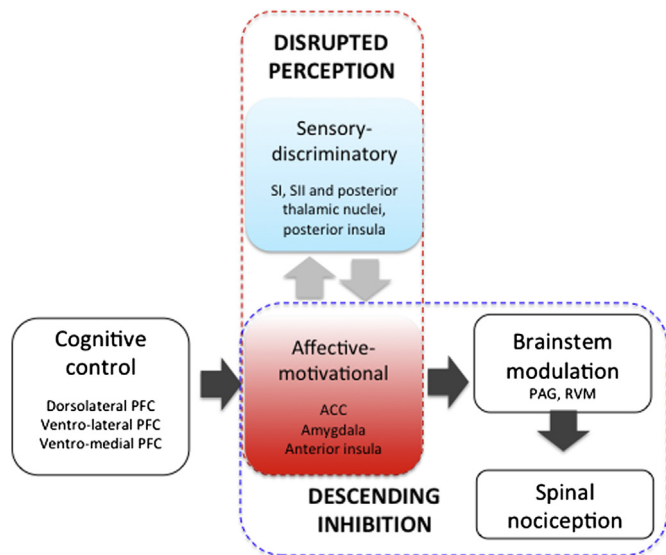 DISRUPTED
PERCEPTION
Sensory-
discriminatory
SI, SII and posterior
thalamic nuclei,
posterior insula
Cognitive
control
Dorsolateral PFC
Ventro-lateral PFC
Ventro-medial PFC
Affective-
motivational
ACC
Amygdala
Anterior insula
Brainstem
modulation
PAG, RVM
Spinal
nociception
DESCENDING
INHIBITION